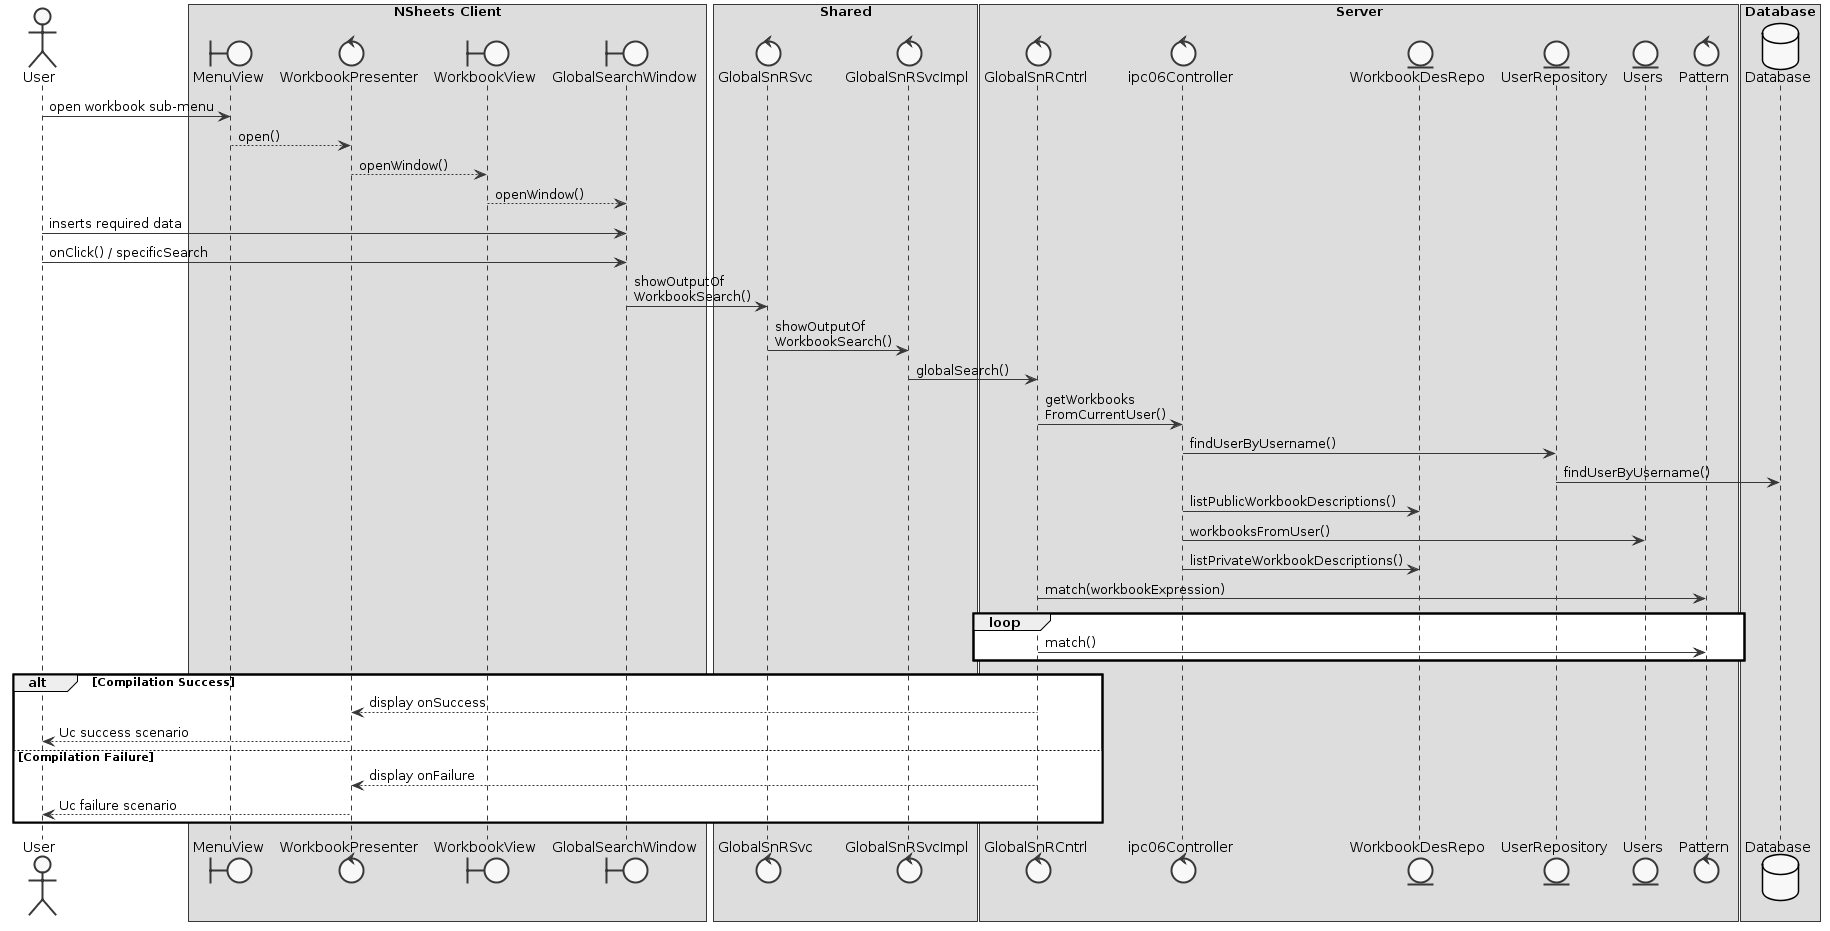 NSheets Client
Shared
Server
Database
User
MenuView
WorkbookPresenter
WorkbookView
GlobalSearchWindow
GlobalSnRSvc
GlobalSnRSvcImpl
GlobalSnRCntrl
ipc06Controller
WorkbookDesRepo
UserRepository
Users
Pattern
Database
open workbook sub-menu
open()
openWindow()
openWindow()
inserts required data
onClick() / specificSearch
showOutputOf
WorkbookSearch()
showOutputOf
WorkbookSearch()
globalSearch()
getWorkbooks
FromCurrentUser()
findUserByUsername()
findUserByUsername()
listPublicWorkbookDescriptions()
workbooksFromUser()
listPrivateWorkbookDescriptions()
match(workbookExpression)
loop
match()
alt
[Compilation Success]
display onSuccess
Uc success scenario
[Compilation Failure]
display onFailure
Uc failure scenario
User
MenuView
WorkbookPresenter
WorkbookView
GlobalSearchWindow
GlobalSnRSvc
GlobalSnRSvcImpl
GlobalSnRCntrl
ipc06Controller
WorkbookDesRepo
UserRepository
Users
Pattern
Database